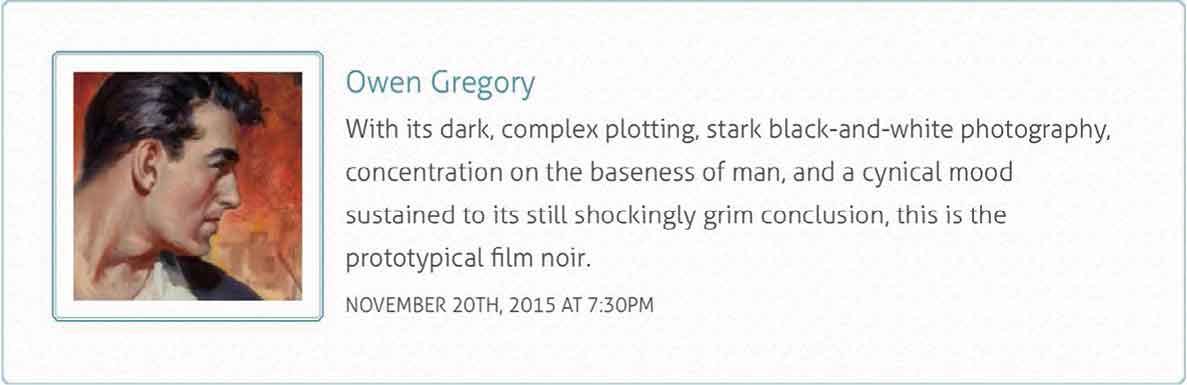 Owen Gregory
With its dark, complex plotting, stark black-and-white photography,
concentration on the baseness of man, and a cynical mood
sustained to its still shockingly grim conclusion, this is the
prototypical film noir.
NOVEMBER 20TH, 2015 AT 7:30PM